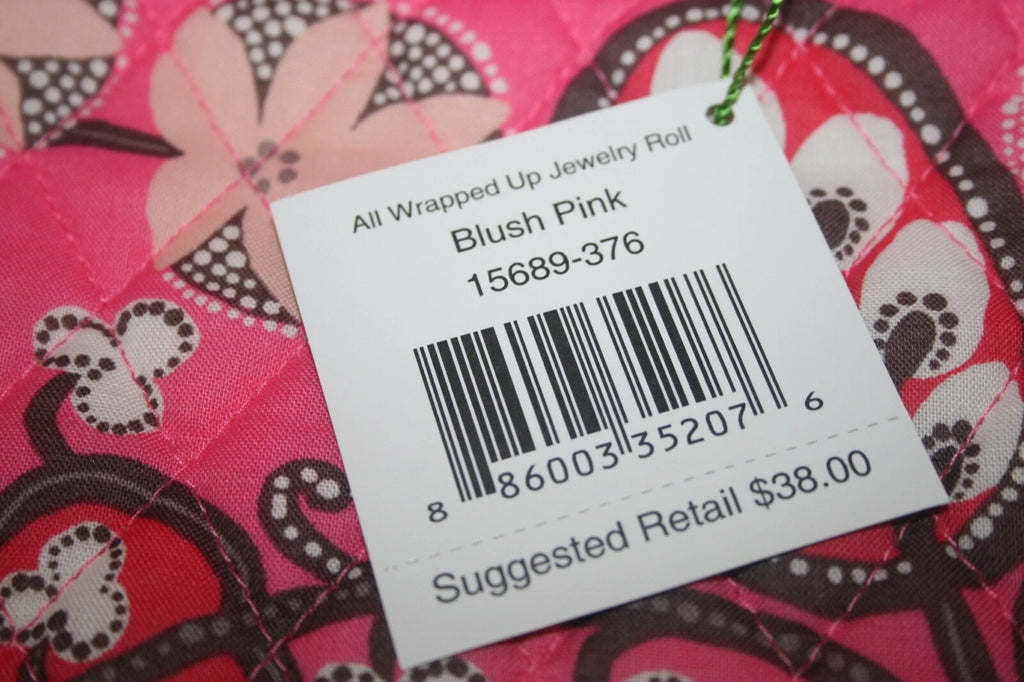 All Wrapped Up Jewelry Roll
Blush Pink
15689-376
8 86003 35207 6
Suggested Retail $38.00